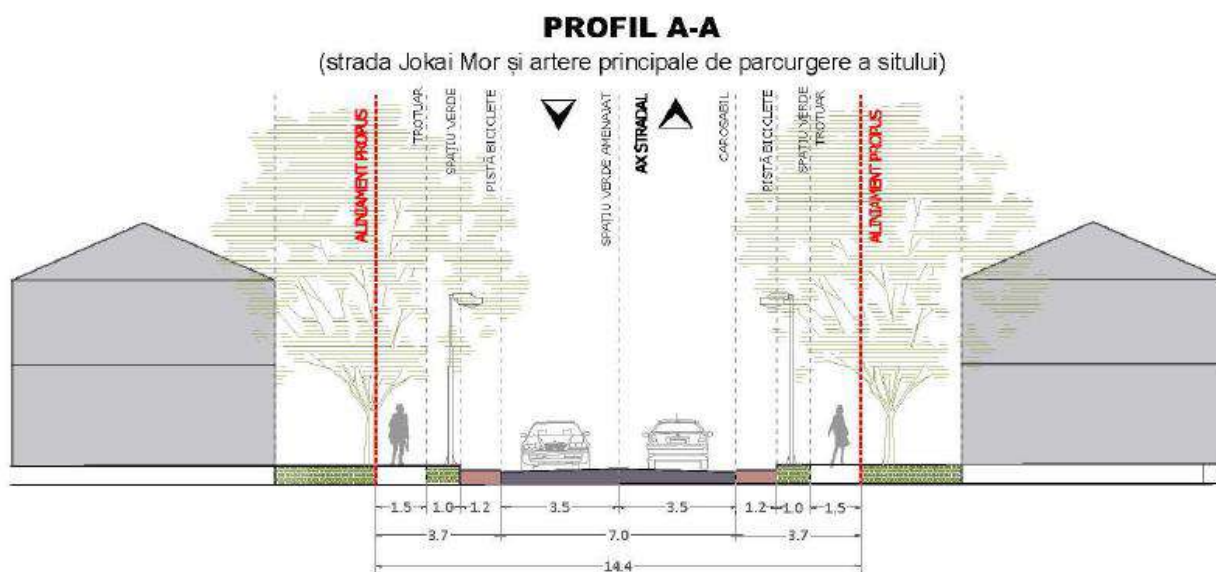 PROFIL A-A
(strada Jokai Mor și artere principale de parcurgere a sitului)
ALINIAMENT PROPUS
TROTUAR
SPAȚIU VERDE
PISTĂ BICICLETE
SPAȚIU VERDE AMENAJAT
AX STRADAL
CAROSABIL
PISTĂ BICICLETE
SPAȚIU VERDE
TROTUAR
ALINIAMENT PROPUS
1.5 1.0 1.2 3.5 3.5 1.2 1.0 1.5
3.7 7.0 3.7
14.4